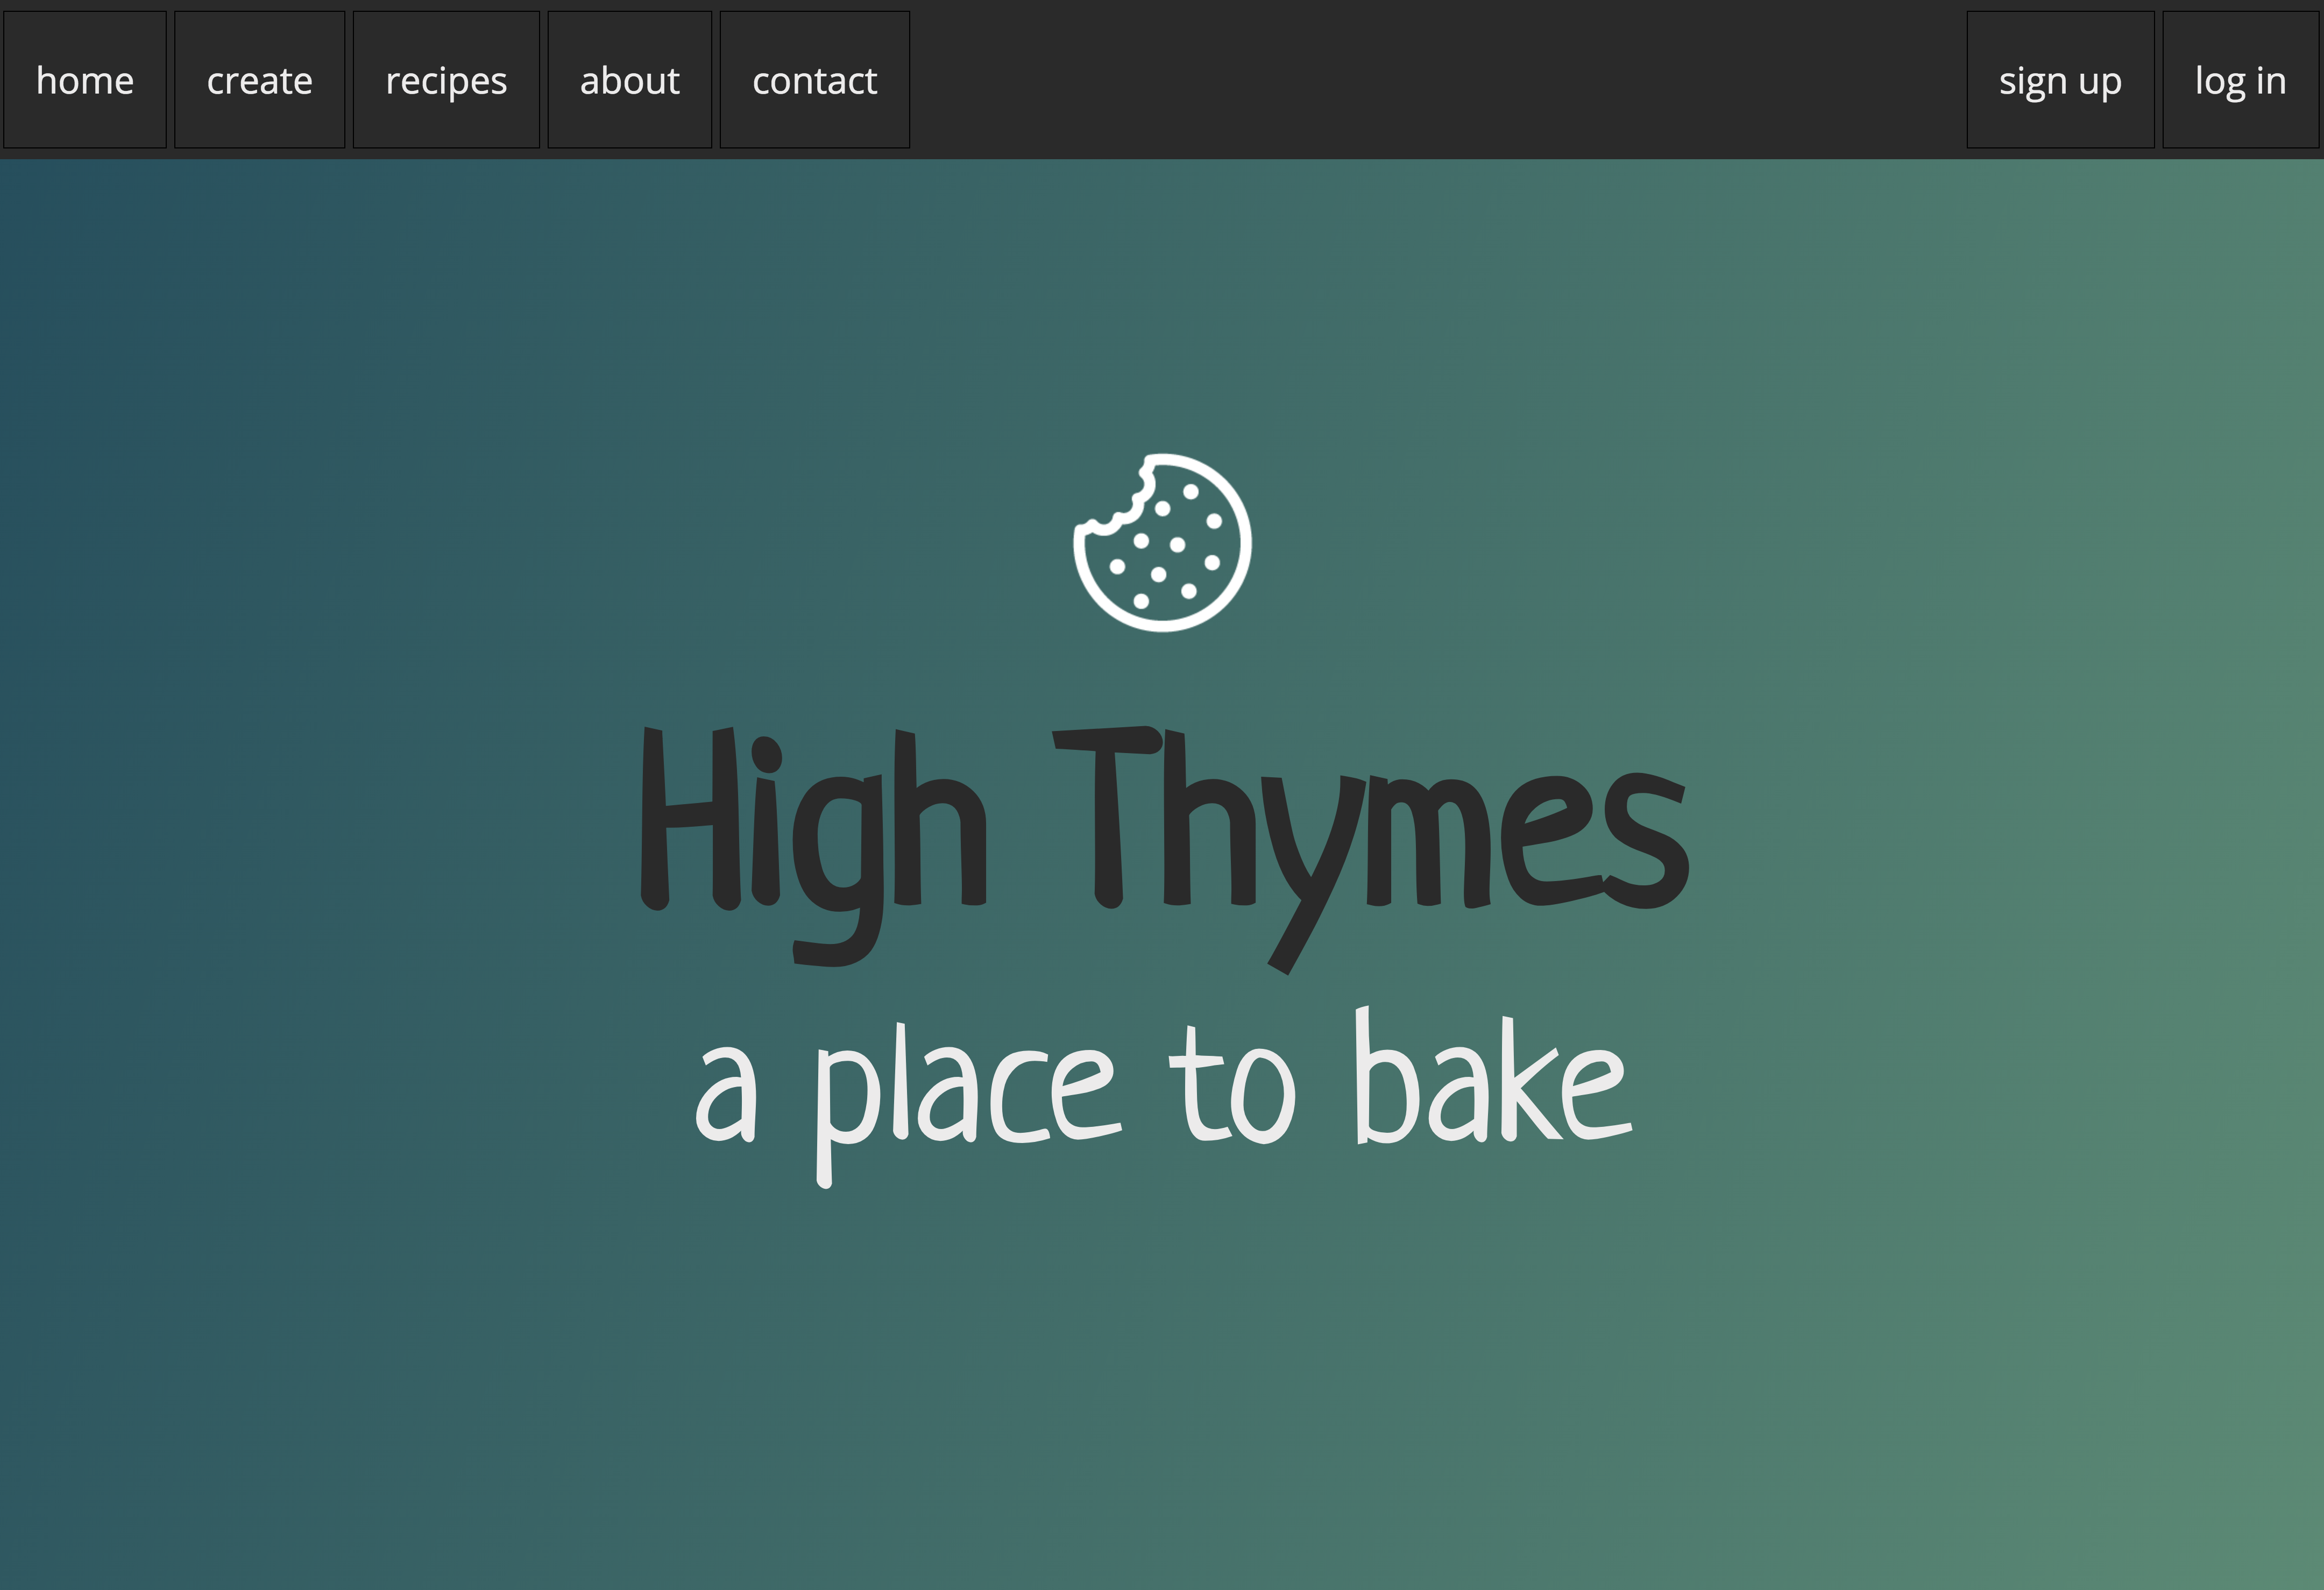 home create recipes about contact sign up log in
High Thymes
a place to bake